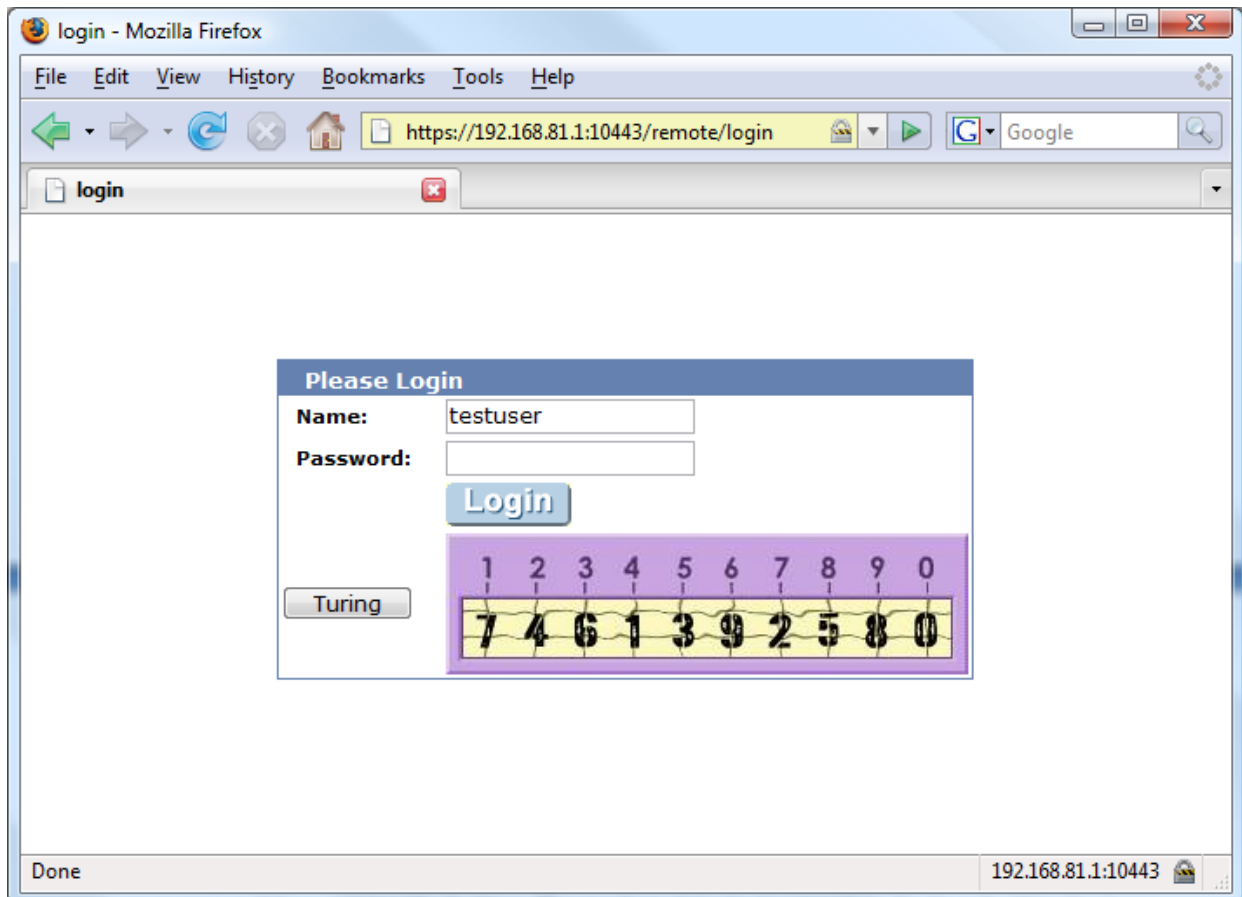 login - Mozilla Firefox
File Edit View History Bookmarks Tools Help
https://192.168.81.1:10443/remote/login G Google
login
Please Login
Name: testuser
Password:
Login
1 2 3 4 5 6 7 8 9 0
Turing
7 4 6 1 3 9 2 5 8 0
Done 192.168.81.1:10443